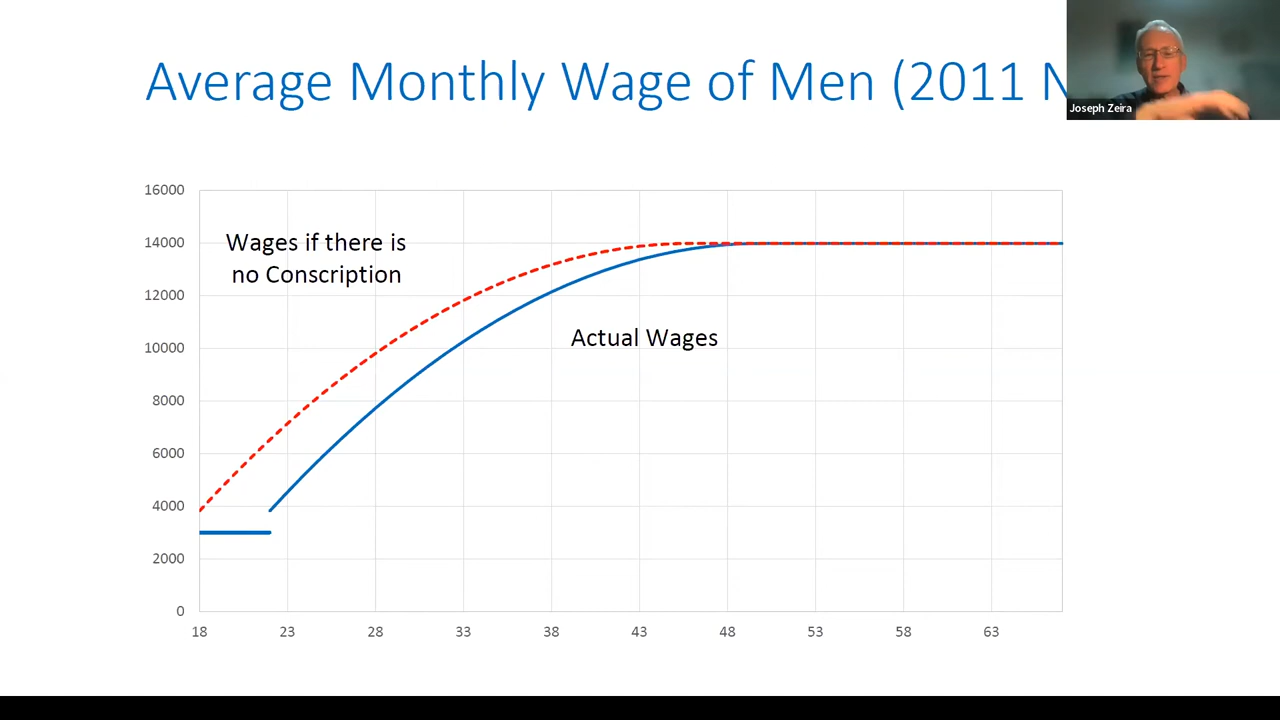 Average Monthly Wage of Men (2011 N
Joseph Zeira
16000
14000
12000
10000
8000
6000
4000
2000
0
Wages if there is
no Conscription
Actual Wages
18 23 28 33 38 43 48 53 58 63